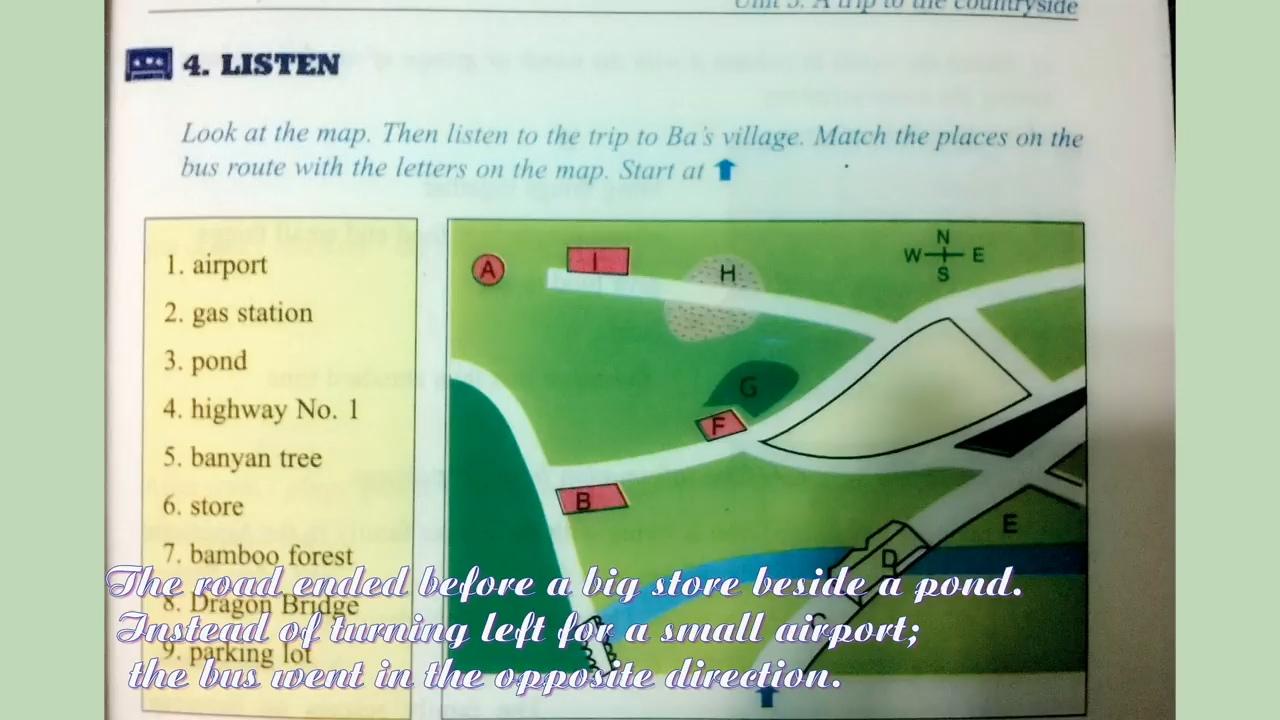 Unit 3. A trip to the countryside
4. LISTEN
Look at the map. Then listen to the trip to Ba's village. Match the places on the
bus route with the letters on the map. Start at
1. airport
2. gas station
3. pond
4. highway No. 1
5. banyan tree
6. store
7. bamboo forest
8. Dragon Bridge
9. parking lot
A
I
H
N
W E
S
G
F
B
E
D
C
The road ended before a big store beside a pond.
Instead of turning left for a small airport;
the bus went in the opposite direction.